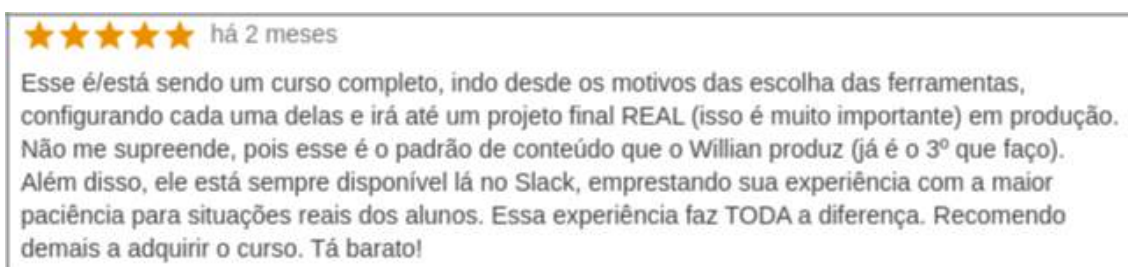 há 2 meses
Esse é/está sendo um curso completo, indo desde os motivos das escolha das ferramentas,
configurando cada uma delas e irá até um projeto final REAL (isso é muito importante) em produção.
Não me supreende, pois esse é o padrão de conteúdo que o Willian produz (já é o 3º que faço).
Além disso, ele está sempre disponível lá no Slack, emprestando sua experiência com a maior
paciência para situações reais dos alunos. Essa experiência faz TODA a diferença. Recomendo
demais a adquirir o curso. Tá barato!